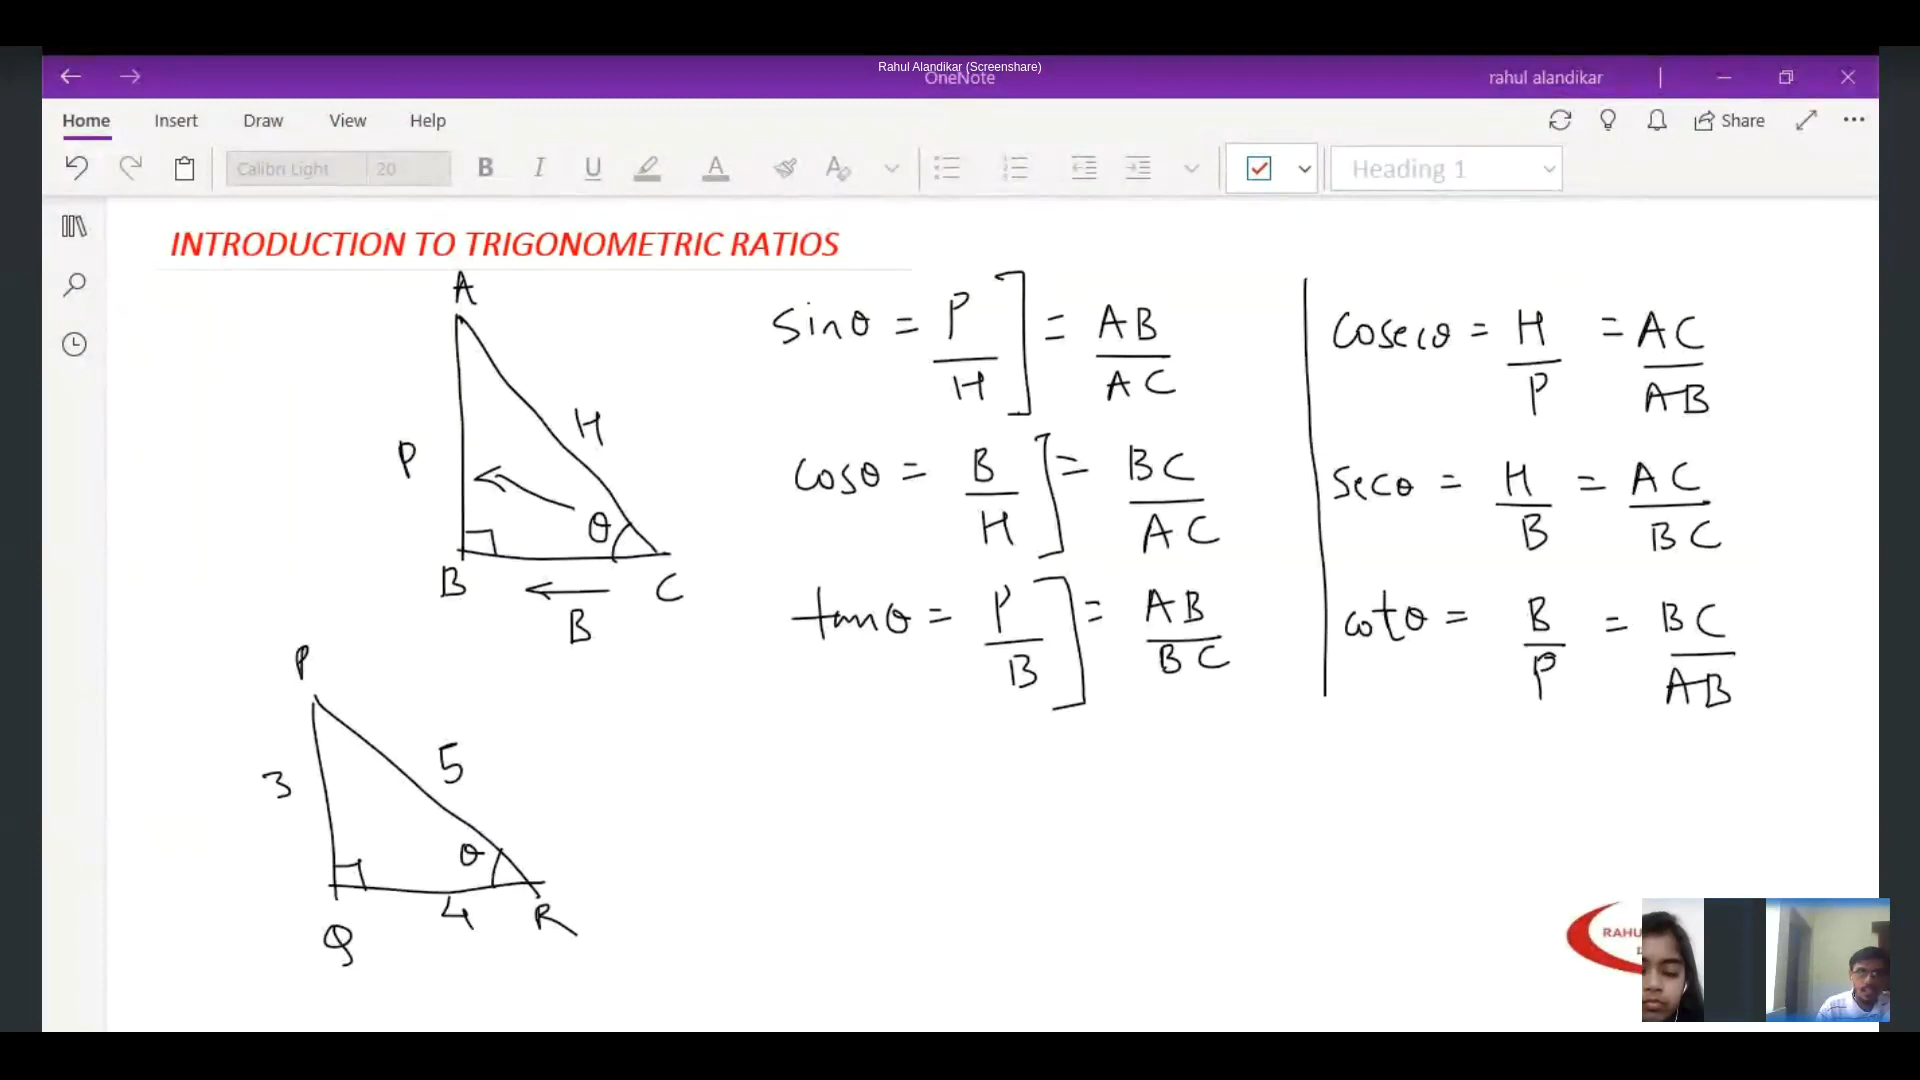 Rahul Alandikar (Screenshare)
OneNote
rahul alandikar
Home Insert Draw View Help Share
Calibri Light 20 B I U A A Heading 1
INTRODUCTION TO TRIGONOMETRIC RATIOS
A
H
P
θ
B C
B
sinθ = P/H ] = AB/AC
cosθ = B/H ] = BC/AC
tanθ = P/B ] = AB/BC
cosecθ = H/P = AC/AB
secθ = H/B = AC/BC
cotθ = B/P = BC/AB
P
5
3
θ
4
Q R